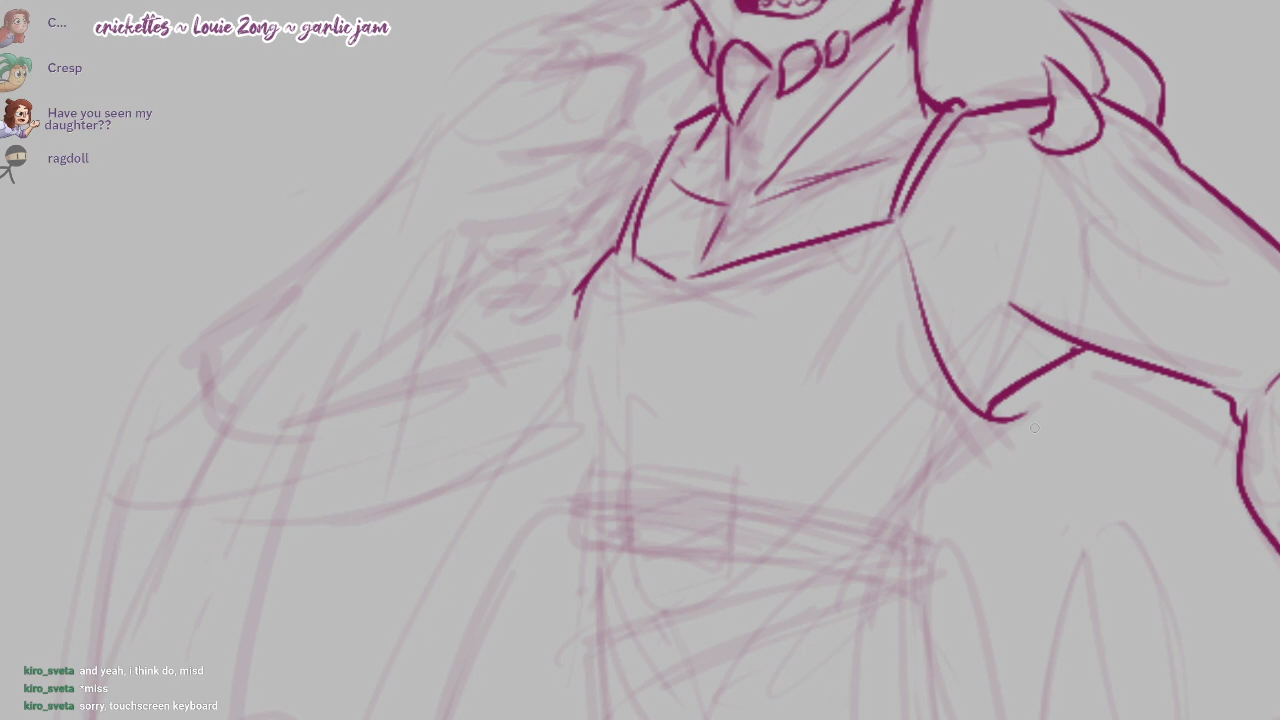 crickettes ~ Louie Zong ~ garlic jam
C...
Cresp
Have you seen my
daughter??
ragdoll
kiro_sveta and yeah, i think do, misd
kiro_sveta *miss
kiro_sveta sorry, touchscreen keyboard